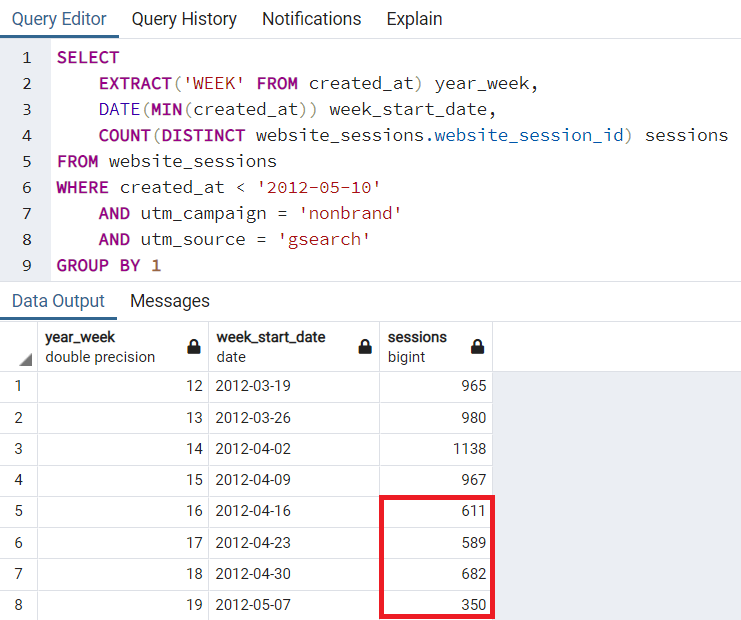 Query Editor Query History Notifications Explain
1 SELECT
2 EXTRACT('WEEK' FROM created_at) year_week,
3 DATE(MIN(created_at)) week_start_date,
4 COUNT(DISTINCT website_sessions.website_session_id) sessions
5 FROM website_sessions
6 WHERE created_at < '2012-05-10'
7 AND utm_campaign = 'nonbrand'
8 AND utm_source = 'gsearch'
9 GROUP BY 1
Data Output Messages
year_week week_start_date sessions
double precision date bigint
1 12 2012-03-19 965
2 13 2012-03-26 980
3 14 2012-04-02 1138
4 15 2012-04-09 967
5 16 2012-04-16 611
6 17 2012-04-23 589
7 18 2012-04-30 682
8 19 2012-05-07 350